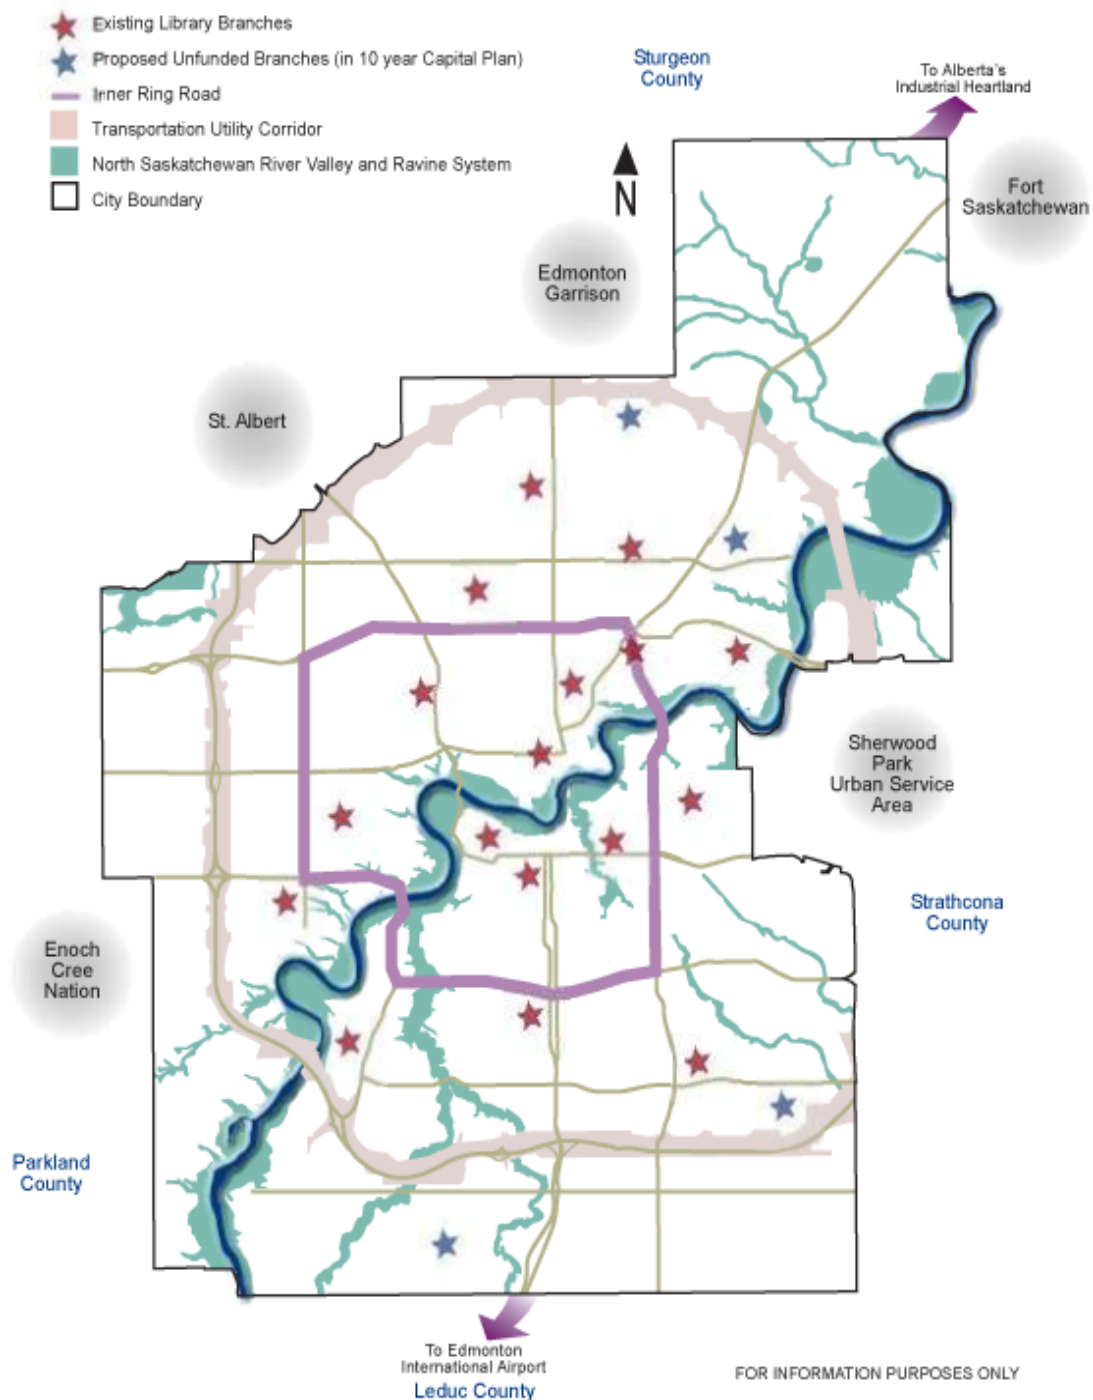 Existing Library Branches
Proposed Unfunded Branches (in 10 year Capital Plan)
Inner Ring Road
Transportation Utility Corridor
North Saskatchewan River Valley and Ravine System
City Boundary
Sturgeon
County
To Alberta's
Industrial Heartland
N
Fort
Saskatchewan
Edmonton
Garrison
St. Albert
Sherwood
Park
Urban Service
Area
Strathcona
County
Enoch
Cree
Nation
Parkland
County
To Edmonton
International Airport
Leduc County
FOR INFORMATION PURPOSES ONLY